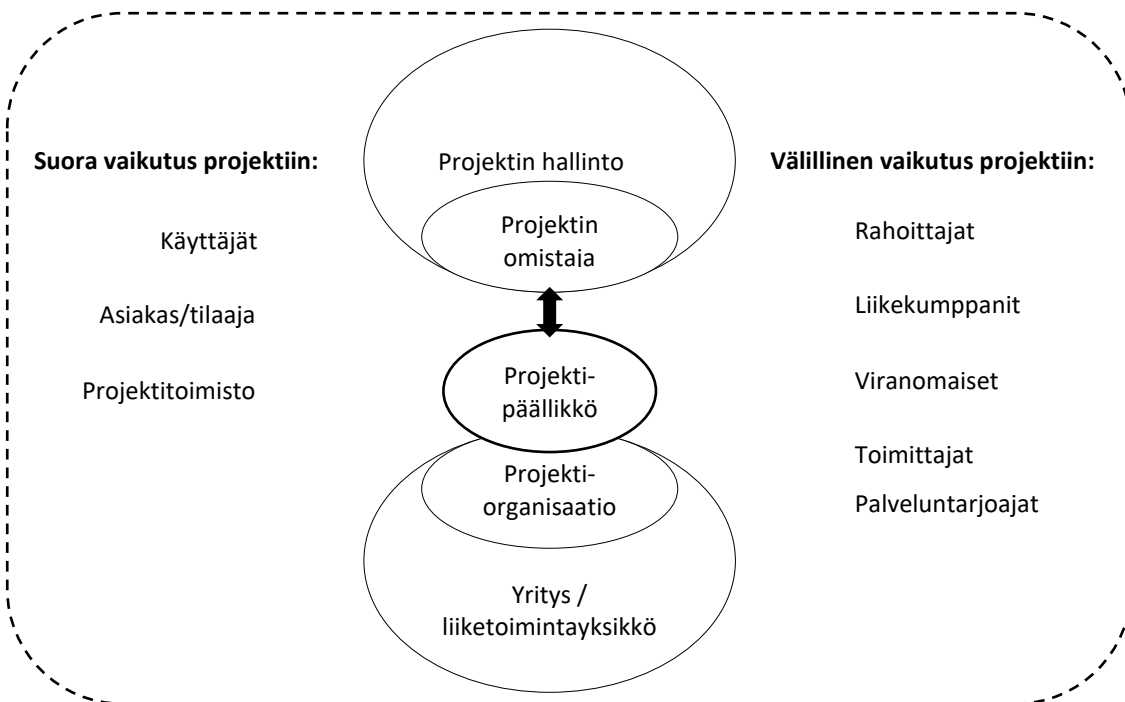 Suora vaikutus projektiin:
Käyttäjät
Asiakas/tilaaja
Projektitoimisto
Projektin hallinto
Projektin
omistaja
Projekti-
päällikkö
Projekti-
organisaatio
Yritys /
liiketoimintayksikkö
Välillinen vaikutus projektiin:
Rahoittajat
Liikekumppanit
Viranomaiset
Toimittajat
Palveluntarjoajat